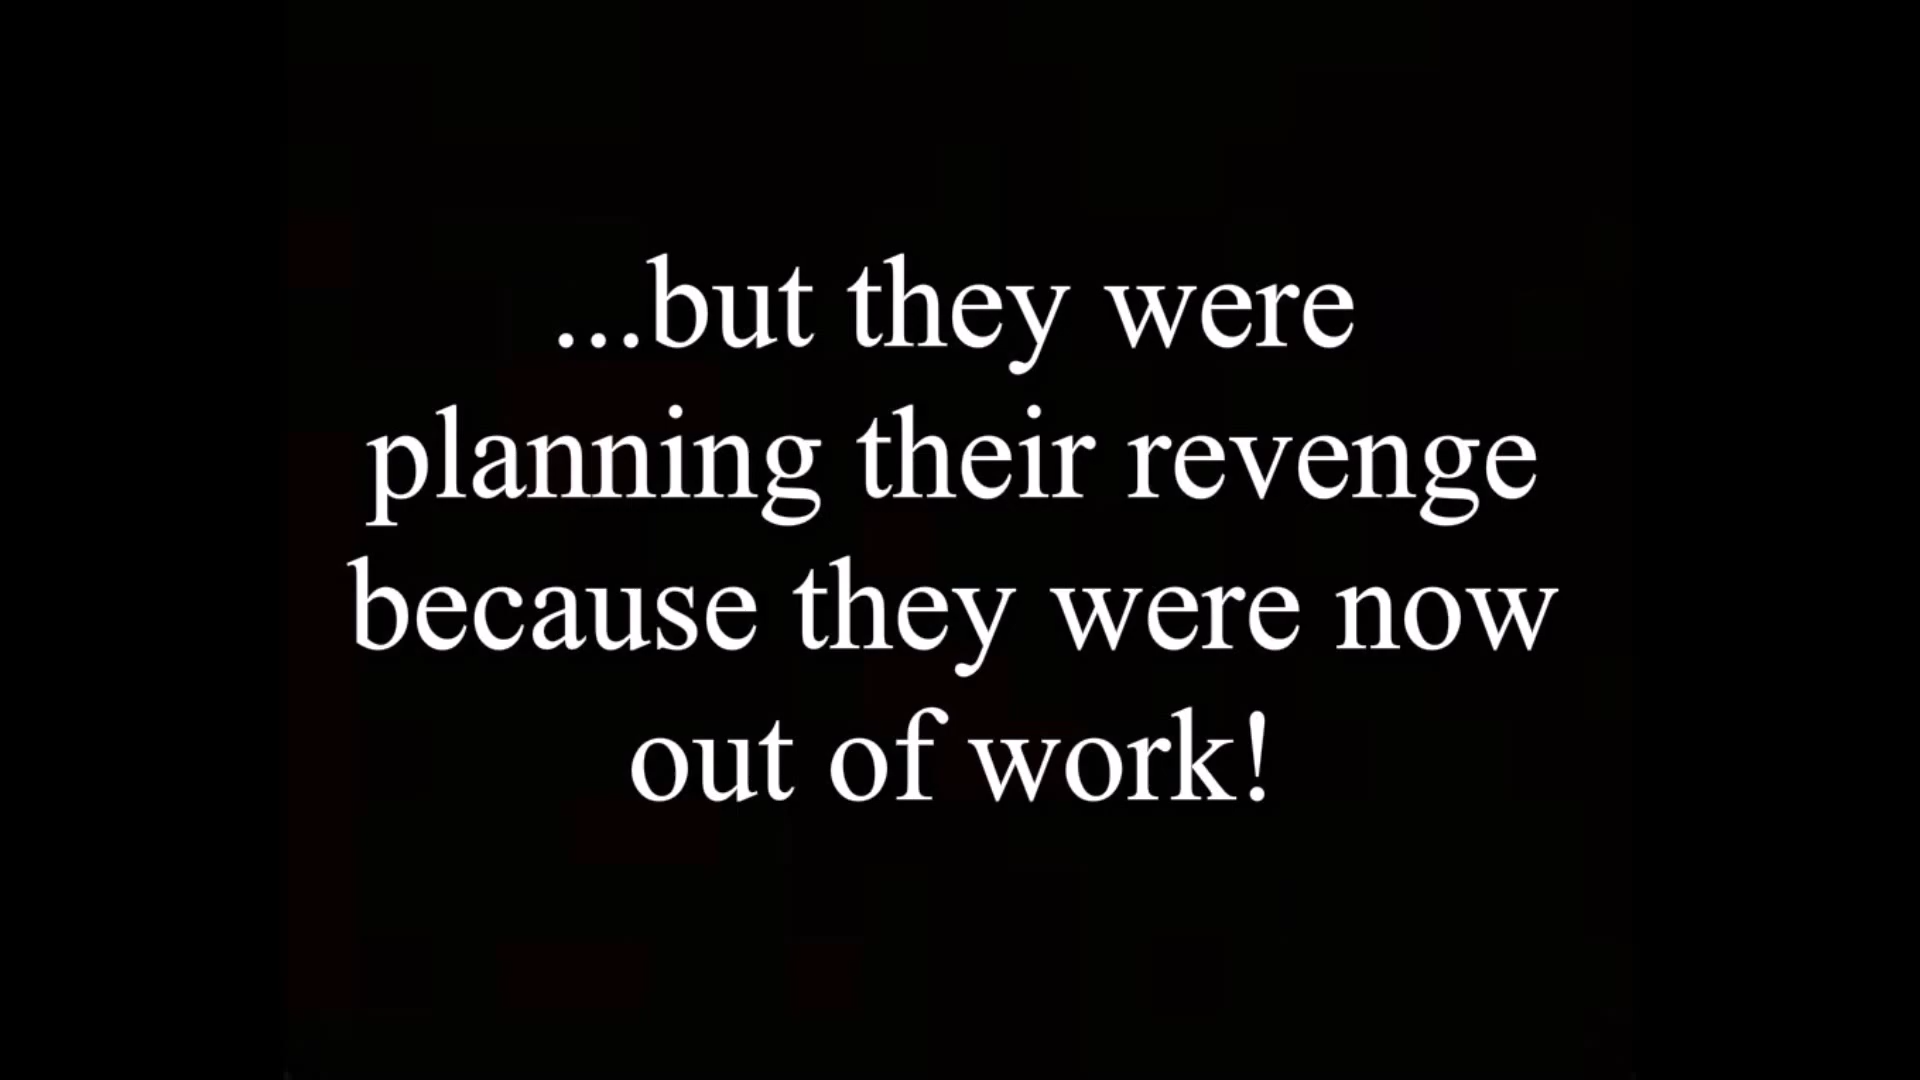 ...but they were
planning their revenge
because they were now
out of work!